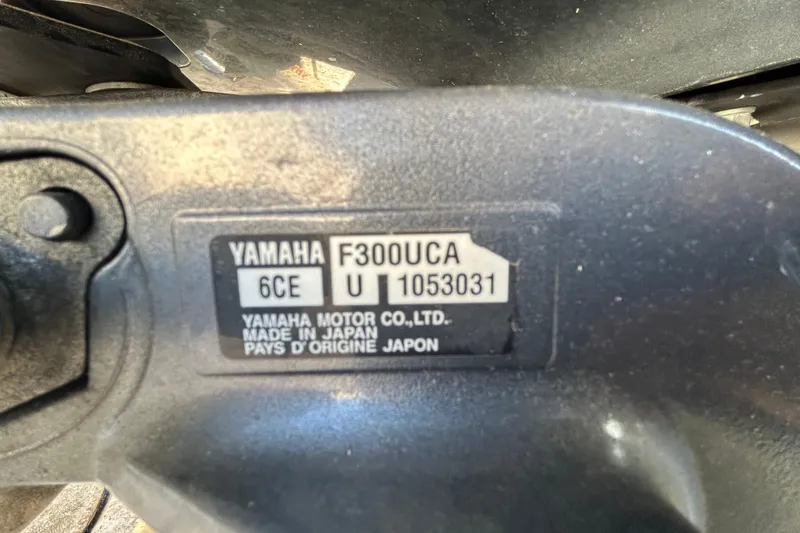 YAMAHA F300UCA
6CE U 1053031
YAMAHA MOTOR CO.,LTD.
MADE IN JAPAN
PAYS D'ORIGINE JAPON